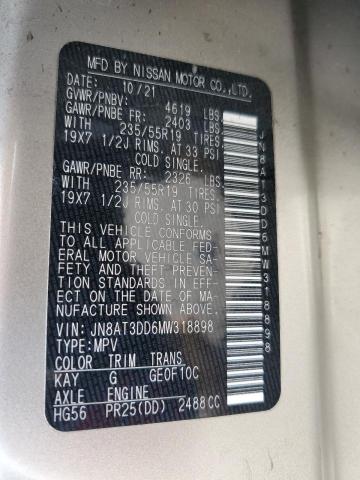 MFD BY NISSAN MOTOR CO.,LTD.
DATE: 10/21
GVWR/PNBV: 4619 LBS
GAWR/PNBE FR: 2403 LBS.
WITH 235/55R19 TIRES
19X7 1/2J RIMS.AT 33 PSI
COLD SINGLE.
GAWR/PNBE RR: 2326 LBS.
WITH 235/55R19 TIRES
19X7 1/2J RIMS.AT 30 PSI
COLD SINGLE.
THIS VEHICLE CONFORMS
TO ALL APPLICABLE FED-
ERAL MOTOR VEHICLE SA-
FETY AND THEFT PREV-
ENTION STANDARDS IN
EFFECT ON THE DATE OF MA-
NUFACTURE SHOWN ABOVE.
VIN: JN8AT3DD6MW318898
TYPE:MPV
COLOR TRIM TRANS
KAY G GE0F10C
AXLE ENGINE
HG56 PR25(DD) 2488CC
JN8AT3DD6MW318898